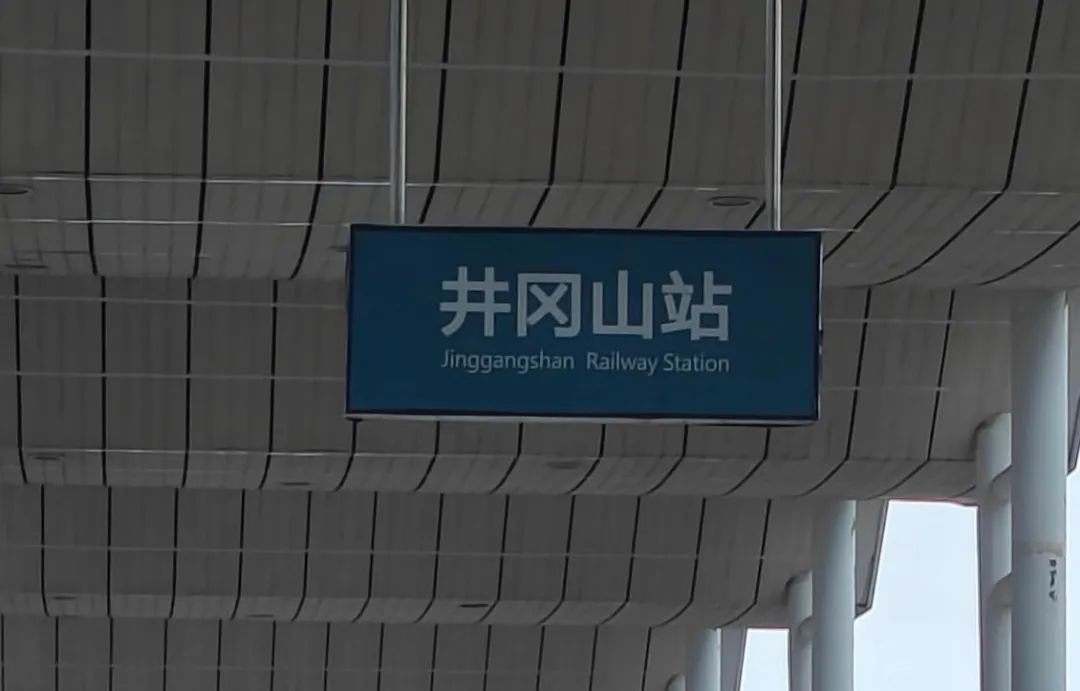 井冈山站
Jinggangshan Railway Station